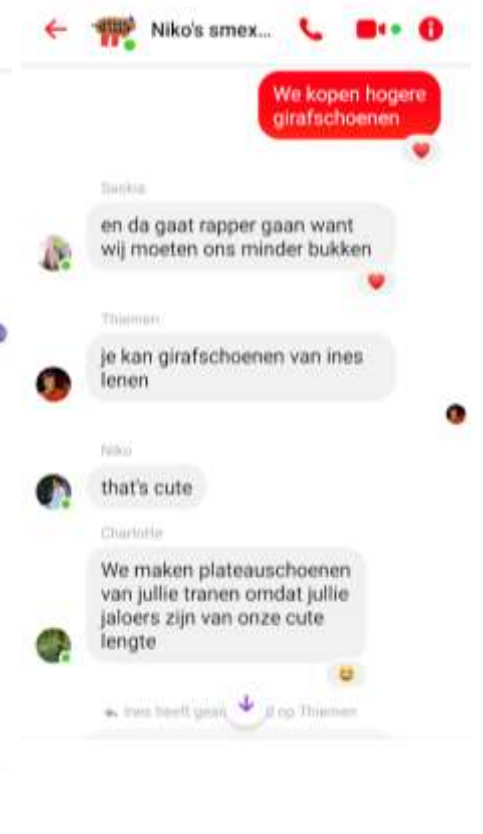 Niko's smex...
We kopen hogere
girafschoenen
Saskia
en da gaat rapper gaan want
wij moeten ons minder bukken
Thiemen
je kan girafschoenen van ines
lenen
Niko
that's cute
Charlotte
We maken plateauschoenen
van jullie tranen omdat jullie
jaloers zijn van onze cute
lengte
Ines heeft op Thiemen